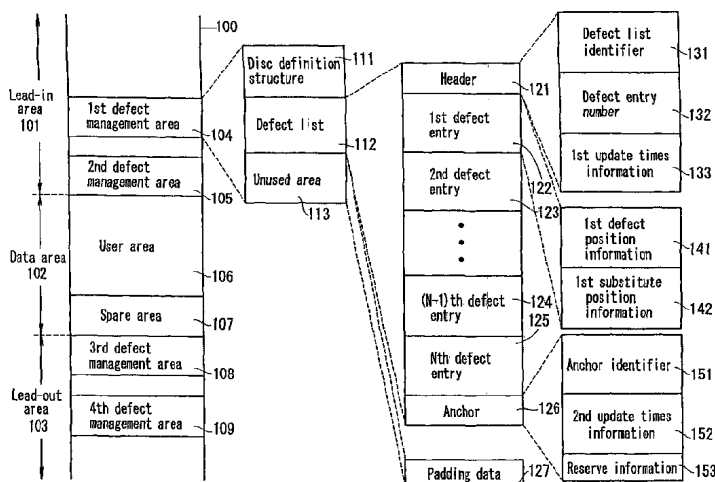 100
Lead-in
area
101
1st defect
management area
104
2nd defect
management area
105
Data area
102
User area
106
Spare area
107
Lead-out
area
103
3rd defect
management area
108
4th defect
management area
109
111
Disc definition
structure
Defect list
112
Unused area
113
Header
121
1st defect
entry
122
2nd defect
entry
123
(N-1)th defect
entry
124
125
Nth defect
entry
Anchor
126
Padding data
127
Defect list
identifier
131
Defect entry
number
132
1st update times
information
133
1st defect
position
information
141
1st substitute
position
information
142
Anchor identifier
151
2nd update times
information
152
Reserve information
153